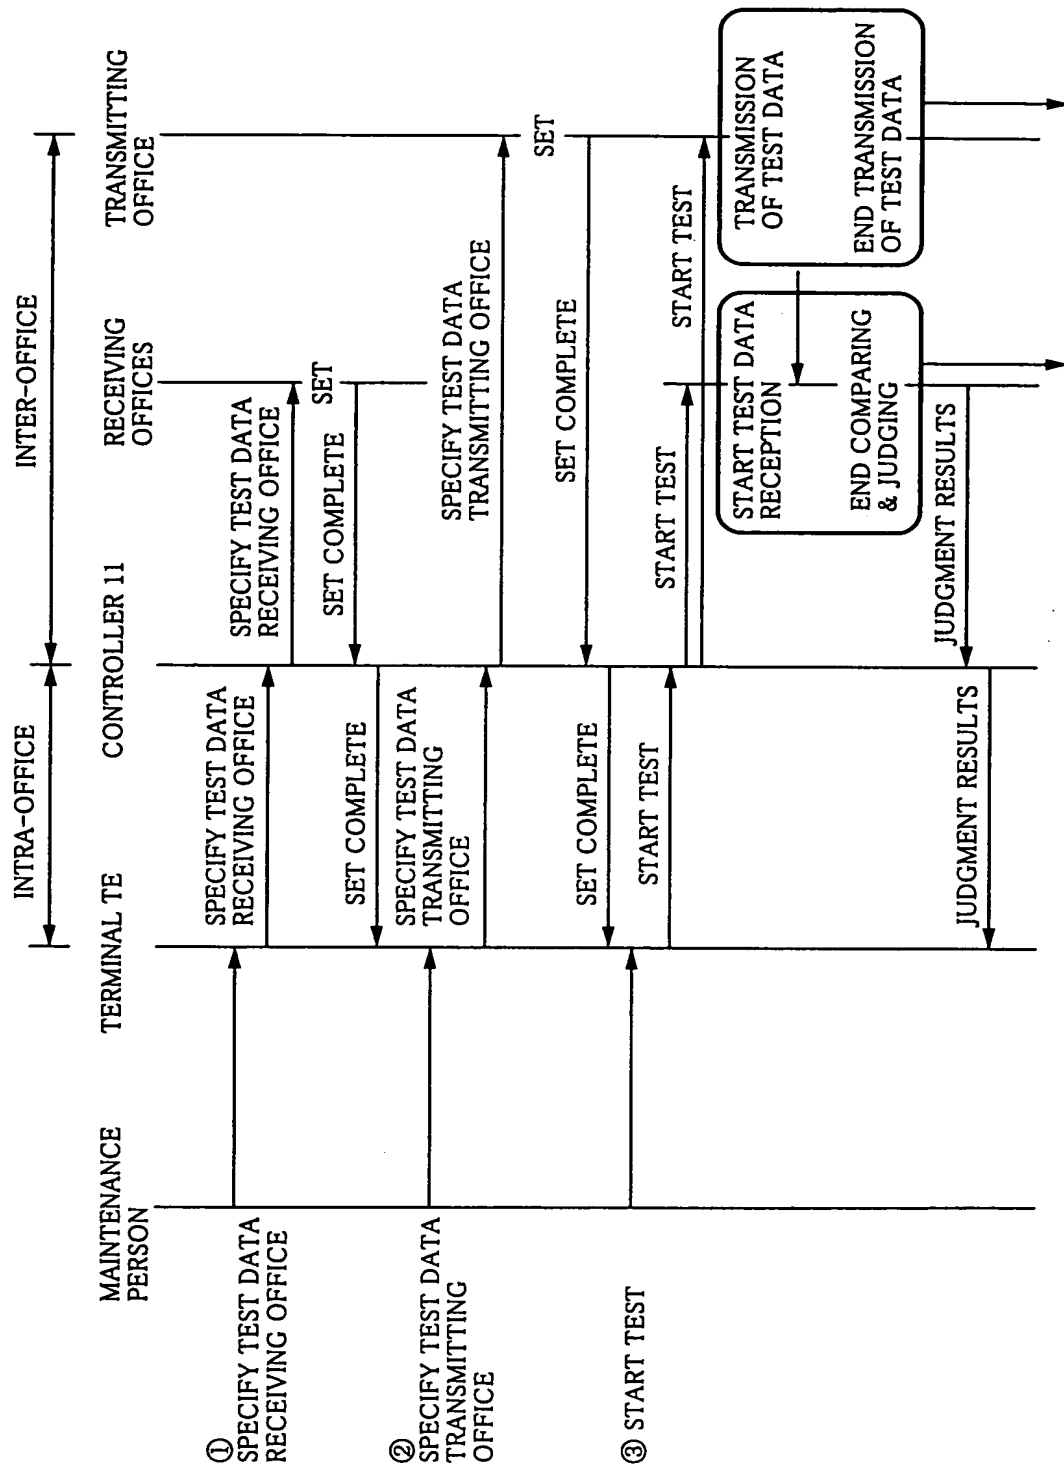 INTRA-OFFICE
INTER-OFFICE
MAINTENANCE
PERSON
TERMINAL TE
CONTROLLER 11
RECEIVING
OFFICES
TRANSMITTING
OFFICE
①
SPECIFY TEST DATA
RECEIVING OFFICE
SPECIFY TEST DATA
RECEIVING OFFICE
SPECIFY TEST DATA
RECEIVING OFFICE
SET
SET COMPLETE
SET COMPLETE
②
SPECIFY TEST DATA
TRANSMITTING
OFFICE
SPECIFY TEST DATA
TRANSMITTING
OFFICE
SPECIFY TEST DATA
TRANSMITTING OFFICE
SET
SET COMPLETE
SET COMPLETE
③ START TEST
START TEST
START TEST
START TEST
START TEST DATA
RECEPTION
END COMPARING
& JUDGING
TRANSMISSION
OF TEST DATA
END TRANSMISSION
OF TEST DATA
JUDGMENT RESULTS
JUDGMENT RESULTS